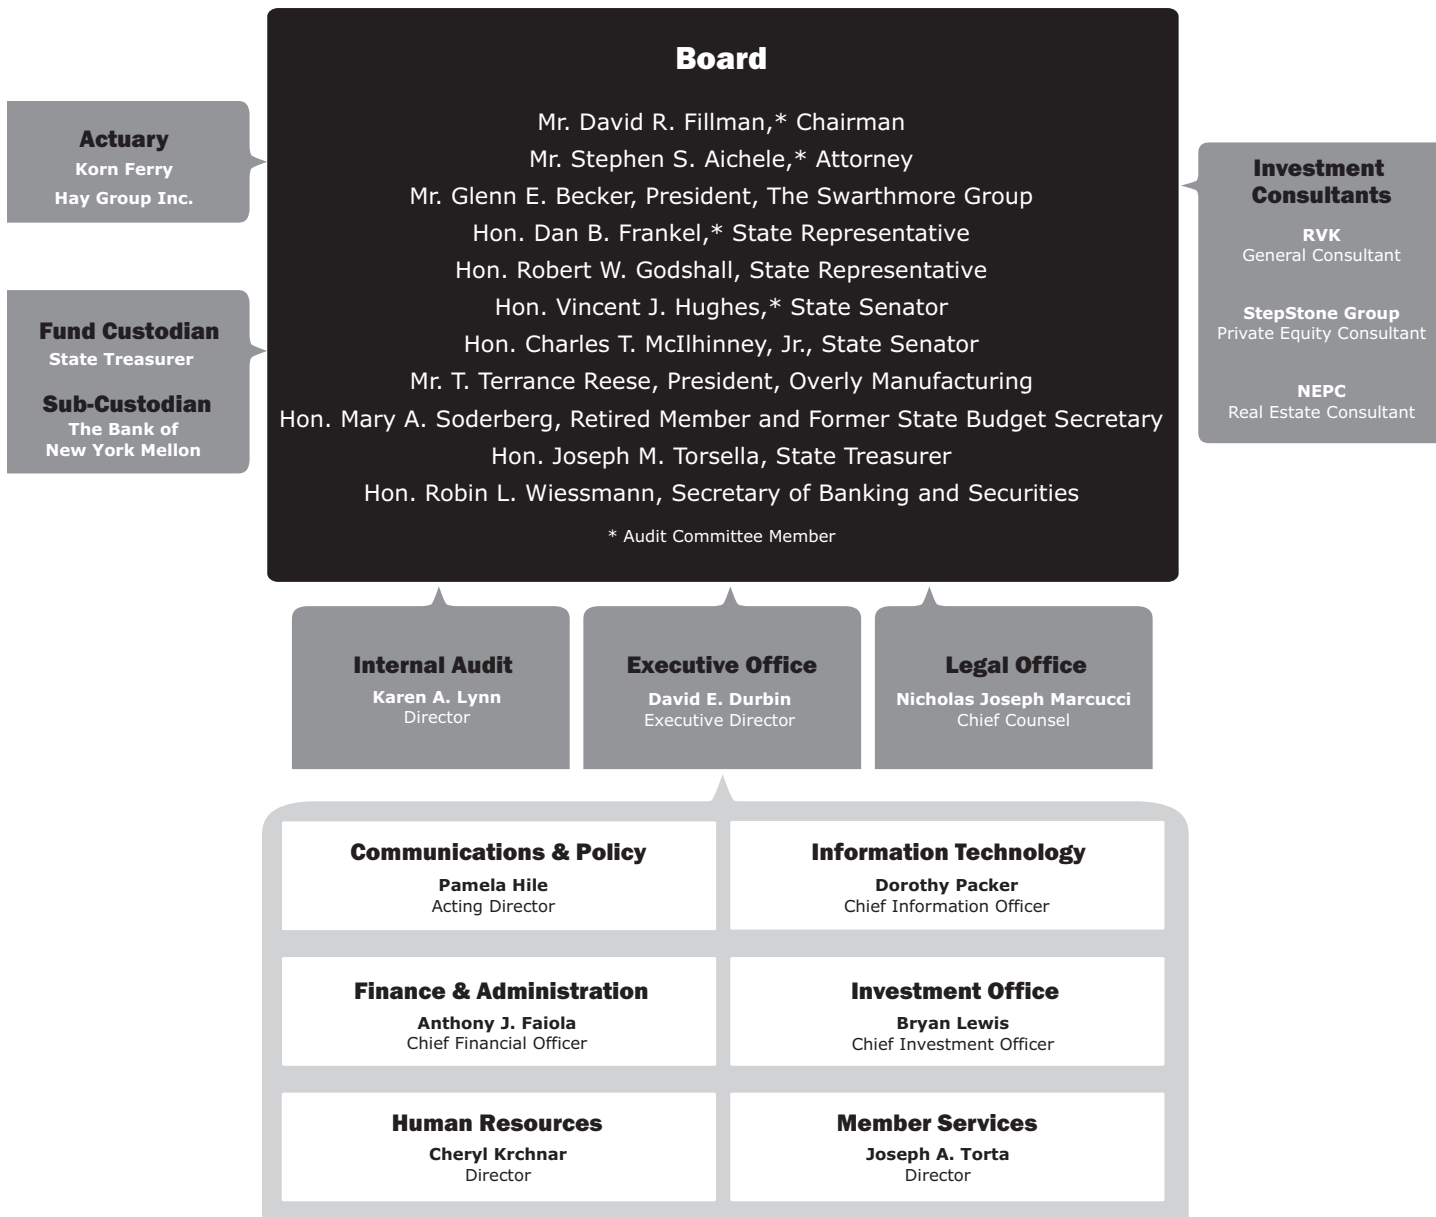 Board
Mr. David R. Fillman,* Chairman
Mr. Stephen S. Aichele,* Attorney
Mr. Glenn E. Becker, President, The Swarthmore Group
Hon. Dan B. Frankel,* State Representative
Hon. Robert W. Godshall, State Representative
Hon. Vincent J. Hughes,* State Senator
Hon. Charles T. McIlhinney, Jr., State Senator
Mr. T. Terrance Reese, President, Overly Manufacturing
Hon. Mary A. Soderberg, Retired Member and Former State Budget Secretary
Hon. Joseph M. Torsella, State Treasurer
Hon. Robin L. Wiessmann, Secretary of Banking and Securities
* Audit Committee Member
Actuary
Korn Ferry
Hay Group Inc.
Fund Custodian
State Treasurer
Sub-Custodian
The Bank of
New York Mellon
Investment
Consultants
RVK
General Consultant
StepStone Group
Private Equity Consultant
NEPC
Real Estate Consultant
Internal Audit
Karen A. Lynn
Director
Executive Office
David E. Durbin
Executive Director
Legal Office
Nicholas Joseph Marcucci
Chief Counsel
Communications & Policy
Pamela Hile
Acting Director
Information Technology
Dorothy Packer
Chief Information Officer
Finance & Administration
Anthony J. Faiola
Chief Financial Officer
Investment Office
Bryan Lewis
Chief Investment Officer
Human Resources
Cheryl Krchnar
Director
Member Services
Joseph A. Torta
Director